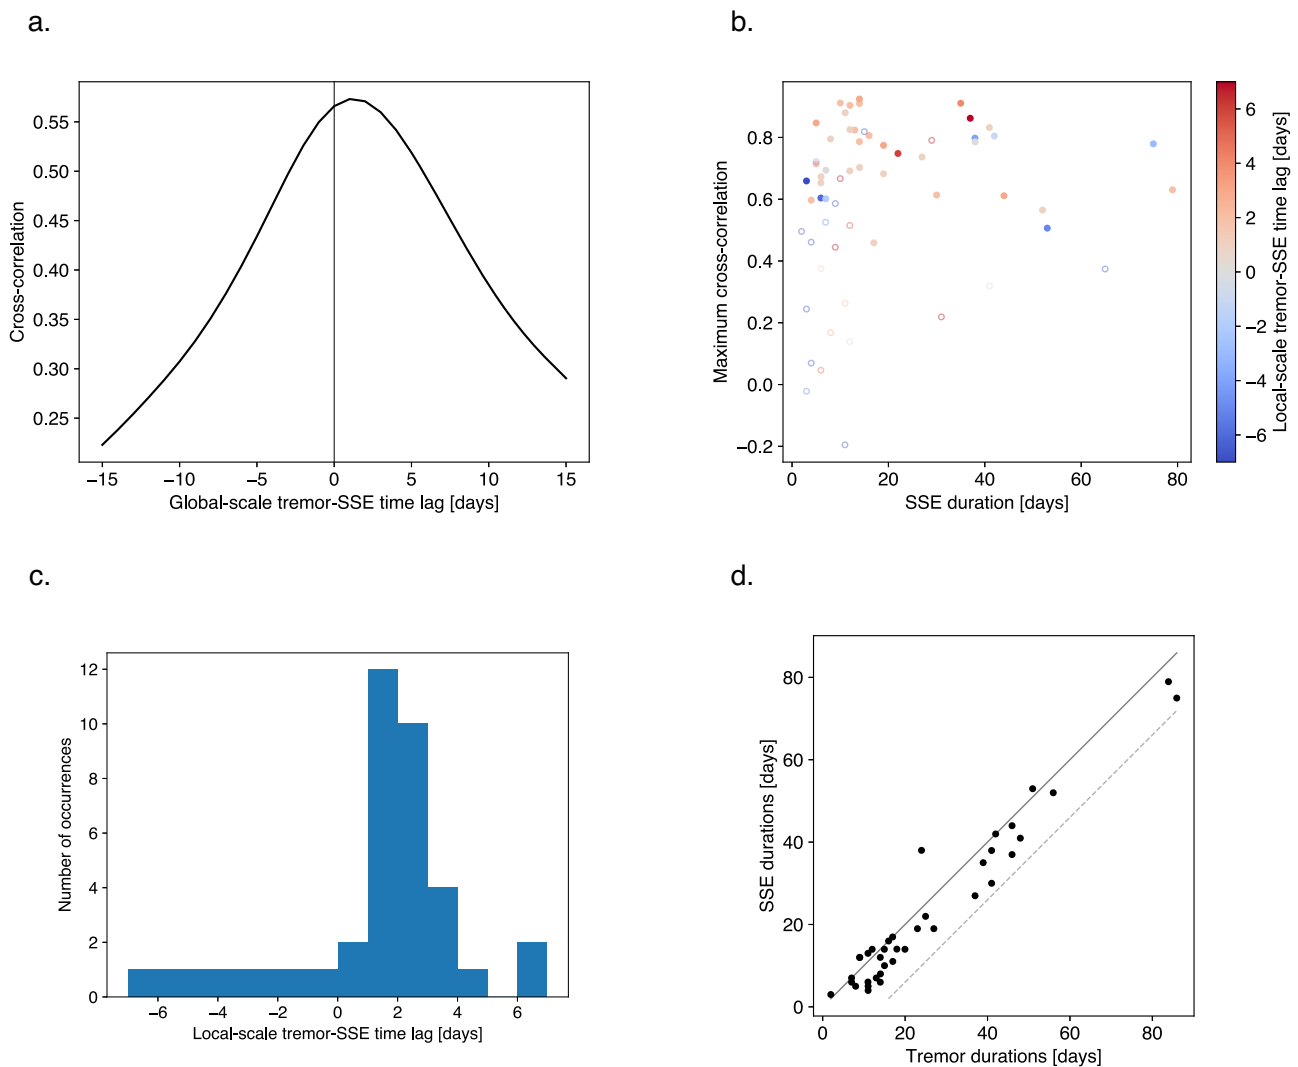 a.
0.55
0.50
0.45
0.40
0.35
0.30
0.25
Cross-correlation
−15 −10 −5 0 5 10 15
Global-scale tremor-SSE time lag [days]
b.
0.8
0.6
0.4
0.2
0.0
−0.2
Maximum cross-correlation
0 20 40 60 80
SSE duration [days]
6
4
2
0
−2
−4
−6
Local-scale tremor-SSE time lag [days]
c.
12
10
8
6
4
2
0
Number of occurrences
−6 −4 −2 0 2 4 6
Local-scale tremor-SSE time lag [days]
d.
80
60
40
20
0
SSE durations [days]
0 20 40 60 80
Tremor durations [days]